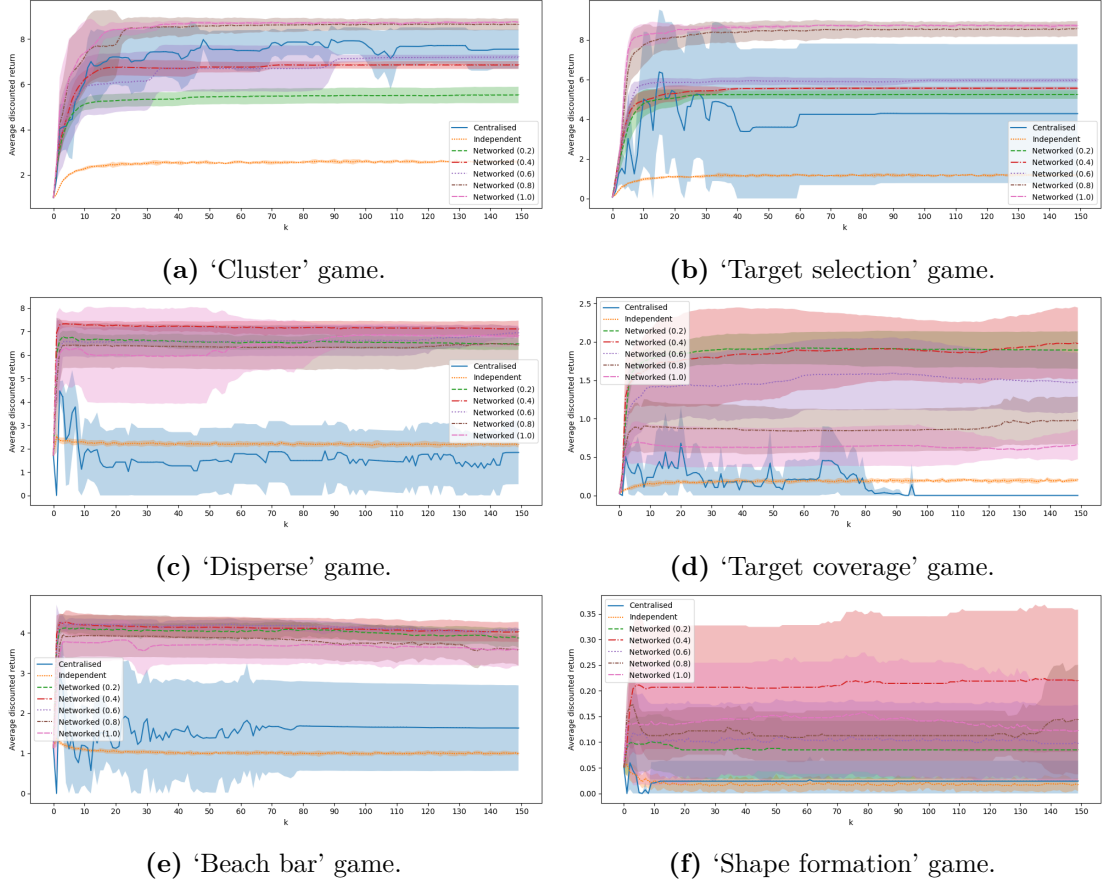 Average discounted return
8
6
4
2
0 10 20 30 40 50 60 70 80 90 100 110 120 130 140 150
k
Centralised
Independent
Networked (0.2)
Networked (0.4)
Networked (0.6)
Networked (0.8)
Networked (1.0)
(a) ‘Cluster’ game.
Average discounted return
8
6
4
2
0
0 10 20 30 40 50 60 70 80 90 100 110 120 130 140 150
k
Centralised
Independent
Networked (0.2)
Networked (0.4)
Networked (0.6)
Networked (0.8)
Networked (1.0)
(b) ‘Target selection’ game.
Average discounted return
8
7
6
5
4
3
2
1
0
0 10 20 30 40 50 60 70 80 90 100 110 120 130 140 150
k
Centralised
Independent
Networked (0.2)
Networked (0.4)
Networked (0.6)
Networked (0.8)
Networked (1.0)
(c) ‘Disperse’ game.
Average discounted return
2.5
2.0
1.5
1.0
0.5
0.0
0 10 20 30 40 50 60 70 80 90 100 110 120 130 140 150
k
Centralised
Independent
Networked (0.2)
Networked (0.4)
Networked (0.6)
Networked (0.8)
Networked (1.0)
(d) ‘Target coverage’ game.
Average discounted return
4
3
2
1
0
0 10 20 30 40 50 60 70 80 90 100 110 120 130 140 150
k
Centralised
Independent
Networked (0.2)
Networked (0.4)
Networked (0.6)
Networked (0.8)
Networked (1.0)
(e) ‘Beach bar’ game.
Average discounted return
0.35
0.30
0.25
0.20
0.15
0.10
0.05
0.00
0 10 20 30 40 50 60 70 80 90 100 110 120 130 140 150
k
Centralised
Independent
Networked (0.2)
Networked (0.4)
Networked (0.6)
Networked (0.8)
Networked (1.0)
(f) ‘Shape formation’ game.